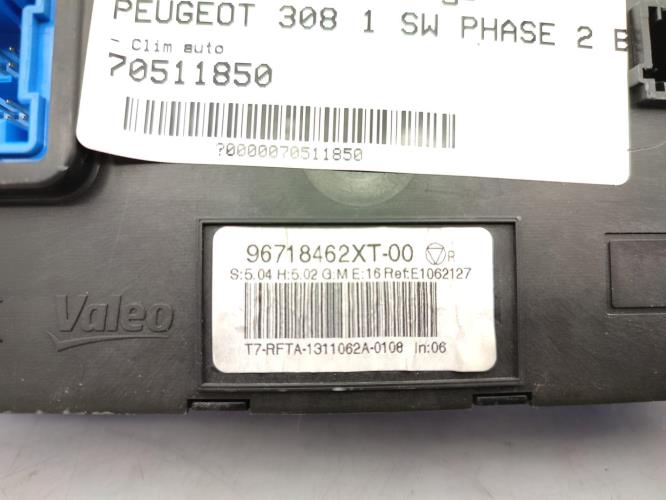 PEUGEOT 308 1 SW PHASE 2 B
- Clim auto
70511850
?0000070511850
96718462XT-00 R
S:5.04 H:5.02 G:M E:16 Ref:E1062127
T7-RFTA-1311062A-0108 In:06
Valeo